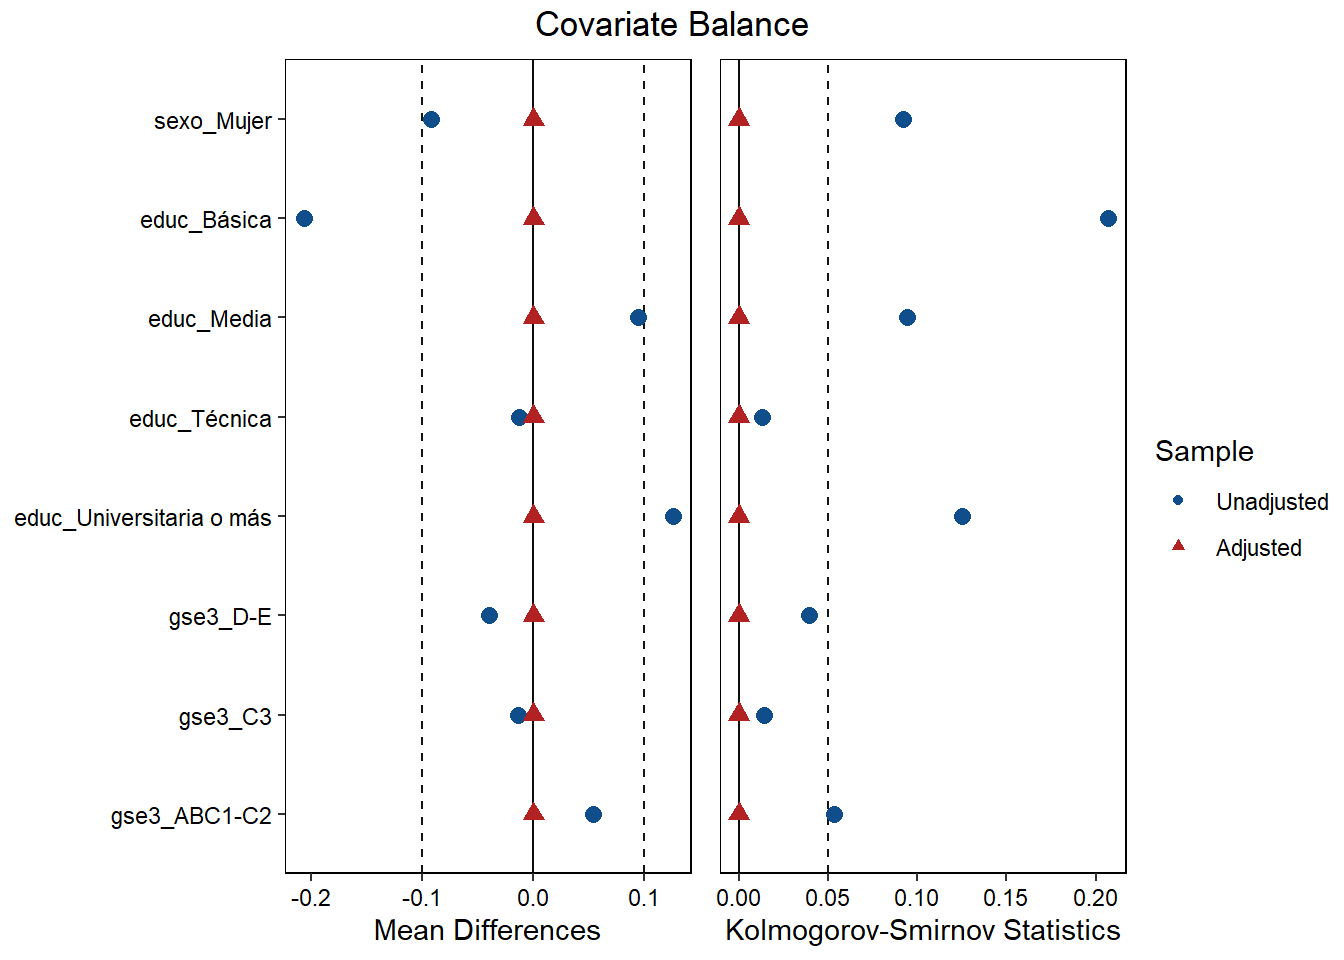 Covariate Balance
sexo_Mujer
educ_Básica
educ_Media
educ_Técnica
educ_Universitaria o más
gse3_D-E
gse3_C3
gse3_ABC1-C2
-0.2 -0.1 0.0 0.1
Mean Differences
0.00 0.05 0.10 0.15 0.20
Kolmogorov-Smirnov Statistics
Sample
Unadjusted
Adjusted